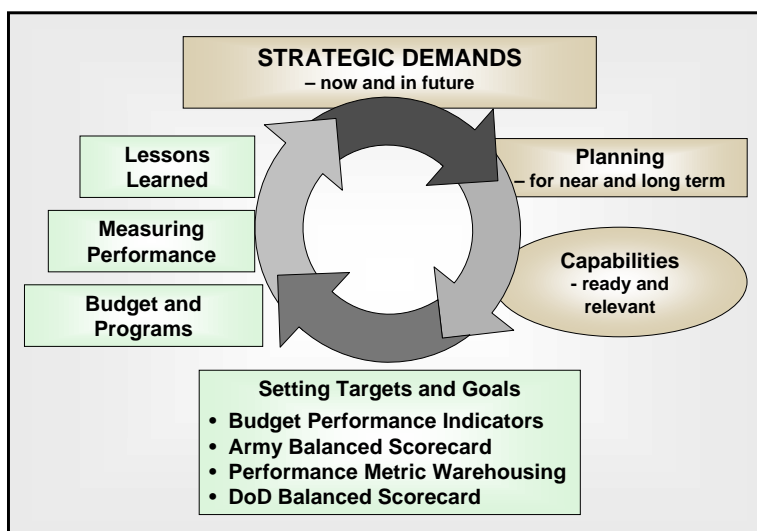 STRATEGIC DEMANDS
– now and in future
Planning
– for near and long term
Capabilities
- ready and
relevant
Setting Targets and Goals
• Budget Performance Indicators
• Army Balanced Scorecard
• Performance Metric Warehousing
• DoD Balanced Scorecard
Budget and
Programs
Measuring
Performance
Lessons
Learned